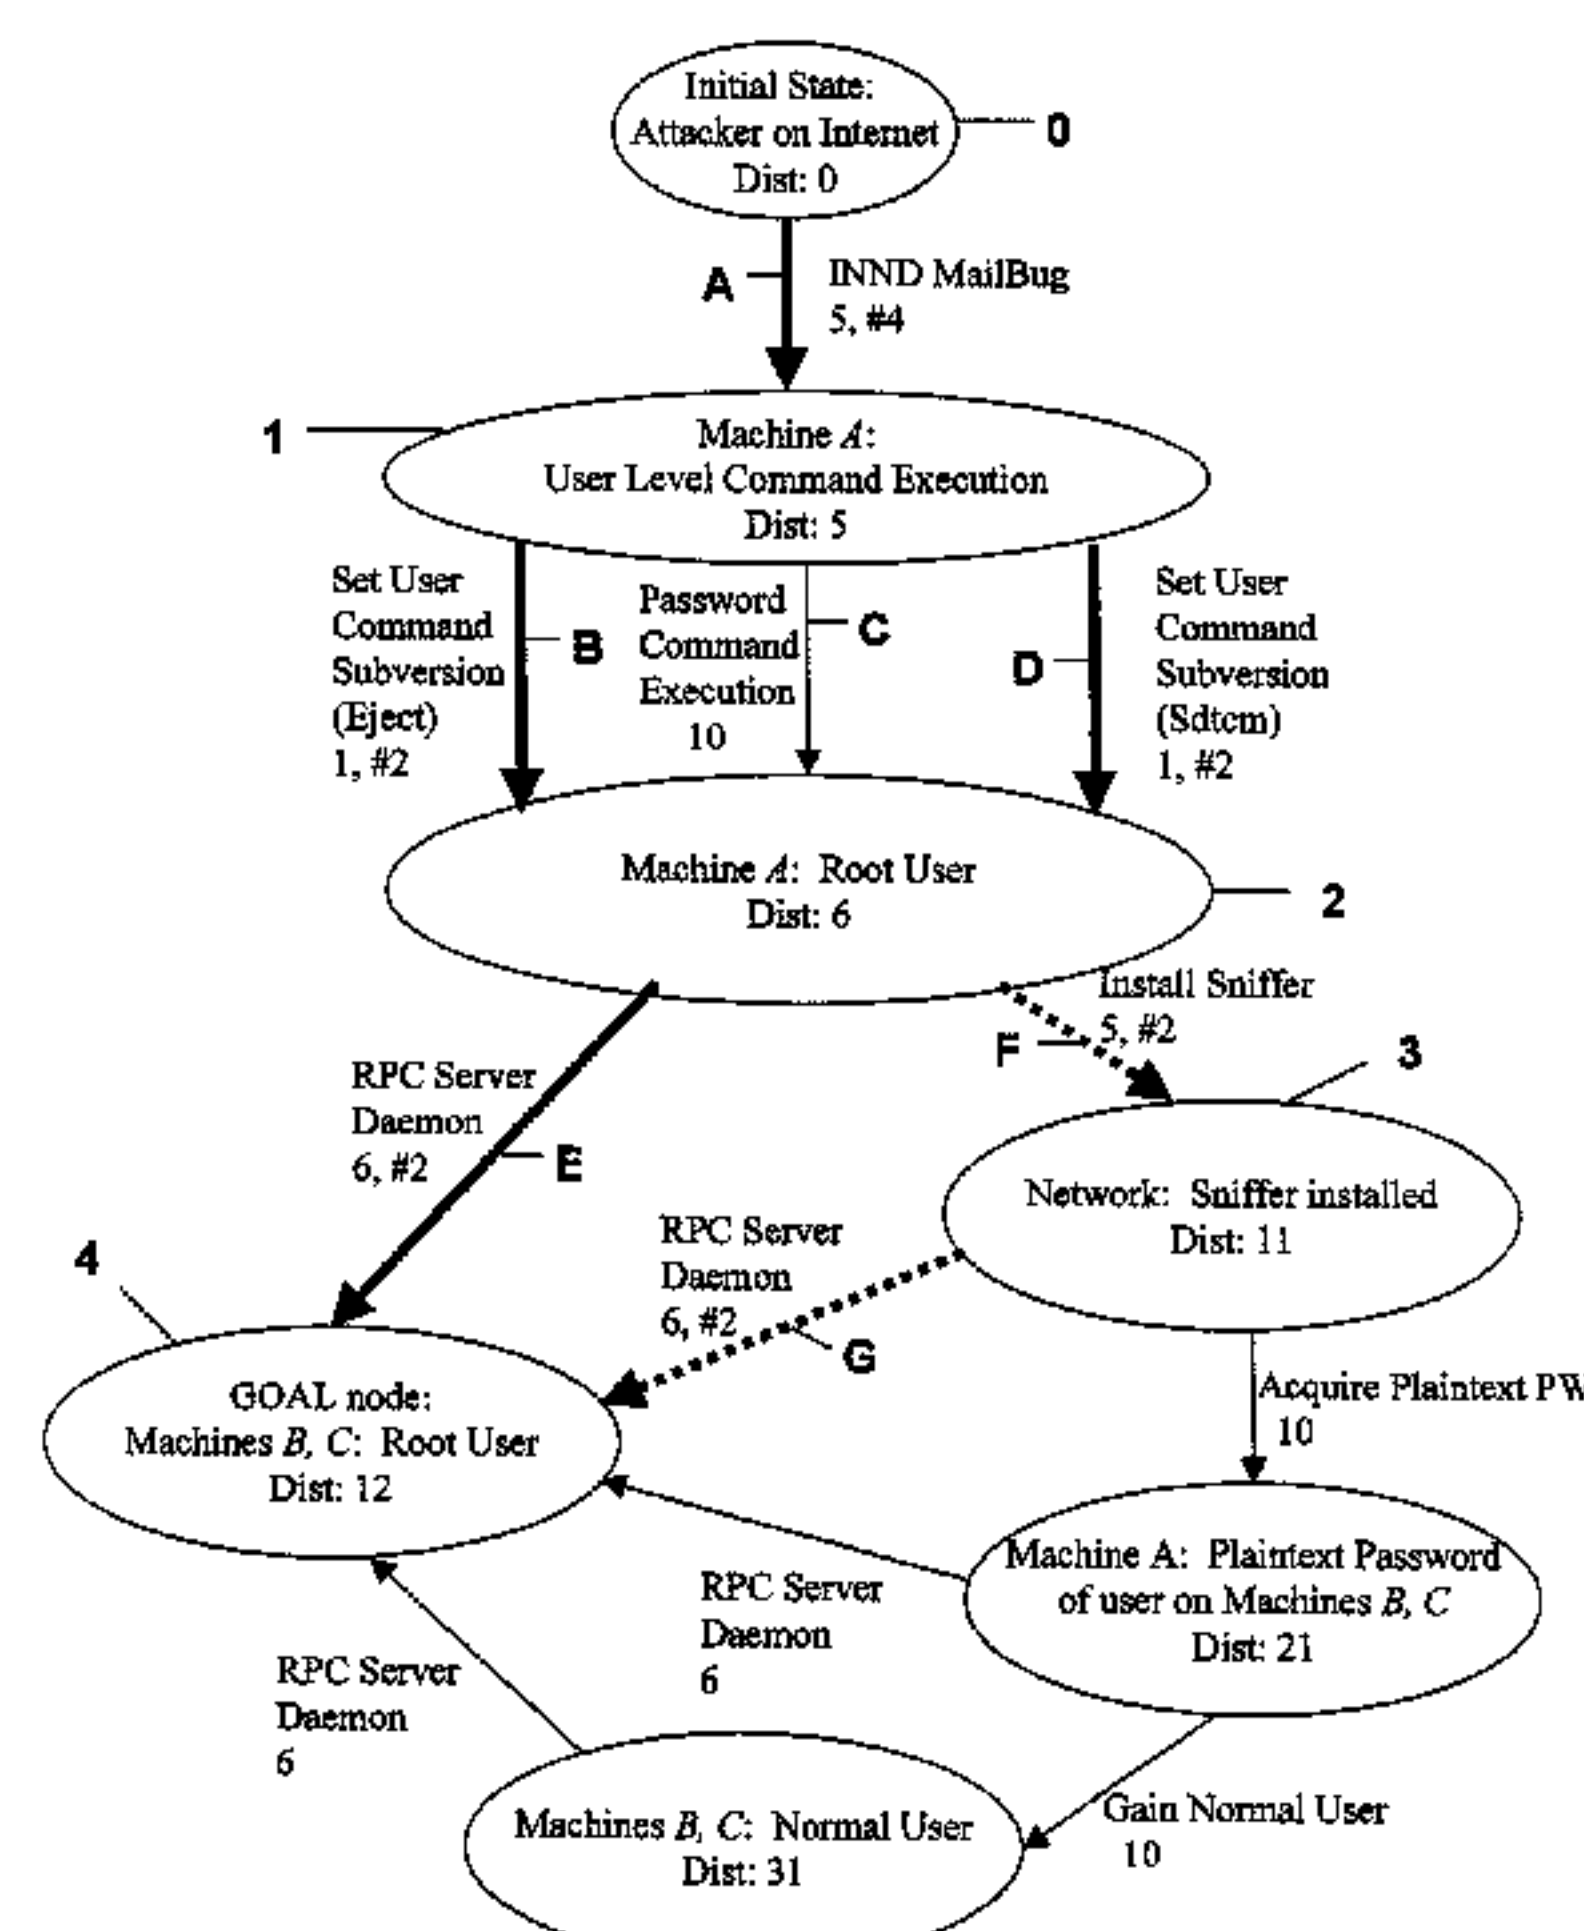 Initial State:
Attacker on Internet
Dist: 0
0
A
INND MailBug
5, #4
1
Machine A:
User Level Command Execution
Dist: 5
Set User
Command
Subversion
(Eject)
1, #2
B
Password
Command
Execution
10
C
D
Set User
Command
Subversion
(Sdtcm)
1, #2
Machine A: Root User
Dist: 6
2
Install Sniffer
5, #2
F
3
RPC Server
Daemon
6, #2
E
Network: Sniffer installed
Dist: 11
RPC Server
Daemon
6, #2
G
4
GOAL node:
Machines B, C: Root User
Dist: 12
Acquire Plaintext PW
10
Machine A: Plaintext Password
of user on Machines B, C
Dist: 21
RPC Server
Daemon
6
RPC Server
Daemon
6
Gain Normal User
10
Machines B, C: Normal User
Dist: 31